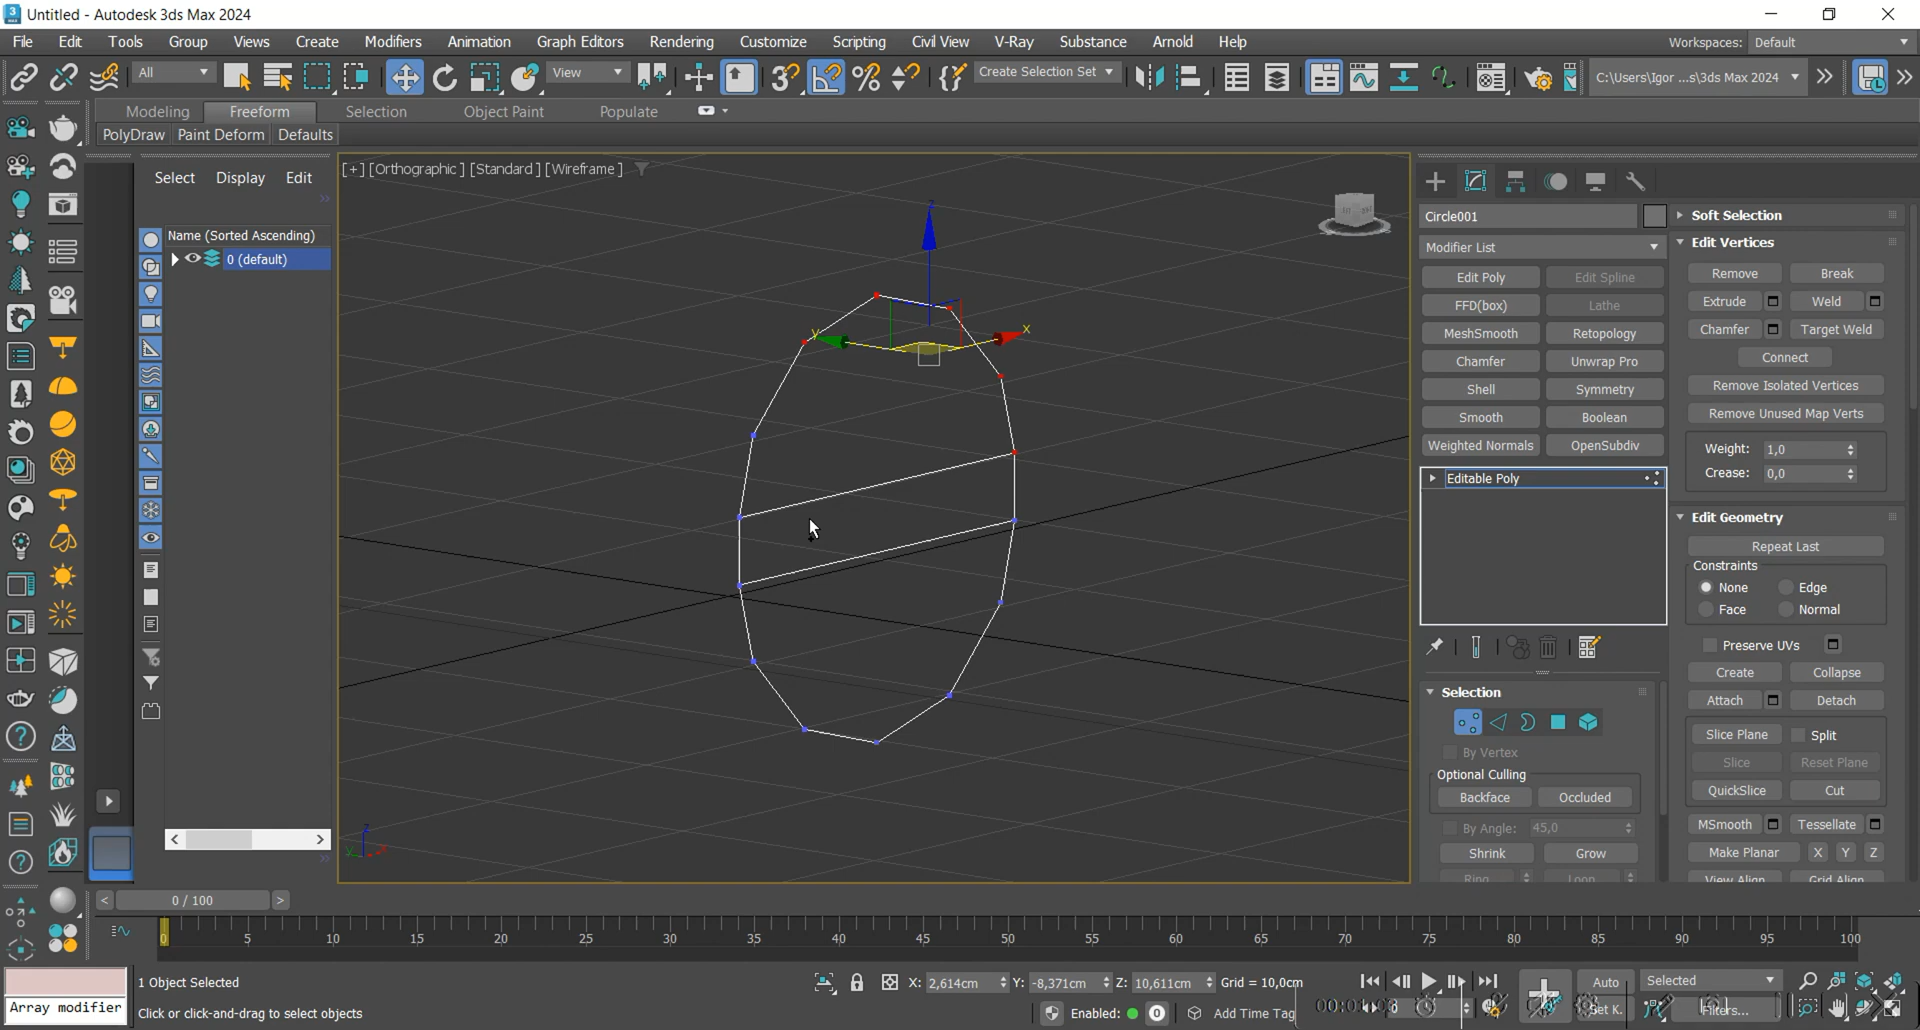 Untitled - Autodesk 3ds Max 2024
File Edit Tools Group Views Create Modifiers Animation Graph Editors Rendering Customize Scripting Civil View V-Ray Substance Arnold Help
Workspaces: Default
All
View
Create Selection Set
C:\Users\Igor ...s\3ds Max 2024
Modeling Freeform Selection Object Paint Populate
PolyDraw Paint Deform Defaults
Select Display Edit
Name (Sorted Ascending)
0 (default)
[+] [Orthographic] [Standard] [Wireframe]
z
y
x
Circle001
Modifier List
Edit Poly Edit Spline
FFD(box) Lathe
MeshSmooth Retopology
Chamfer Unwrap Pro
Shell Symmetry
Smooth Boolean
Weighted Normals OpenSubdiv
Editable Poly
Selection
By Vertex
Optional Culling
Backface Occluded
By Angle: 45,0
Shrink Grow
Ring Loop
Soft Selection
Edit Vertices
Remove Break
Extrude Weld
Chamfer Target Weld
Connect
Remove Isolated Vertices
Remove Unused Map Verts
Weight: 1,0
Crease: 0,0
Edit Geometry
Repeat Last
Constraints
None Edge
Face Normal
Preserve UVs
Create Collapse
Attach Detach
Slice Plane Split
Slice Reset Plane
QuickSlice Cut
MSmooth Tessellate
Make Planar X Y Z
View Align Grid Align
z
y
0 / 100
0 5 10 15 20 25 30 35 40 45 50 55 60 65 70 75 80 85 90 95 100
1 Object Selected
Click or click-and-drag to select objects
Array modifier
X: 2,614cm Y: -8,371cm Z: 10,611cm Grid = 10,0cm
Enabled: 0 Add Time Tag
Auto Selected
Set K. Filters...